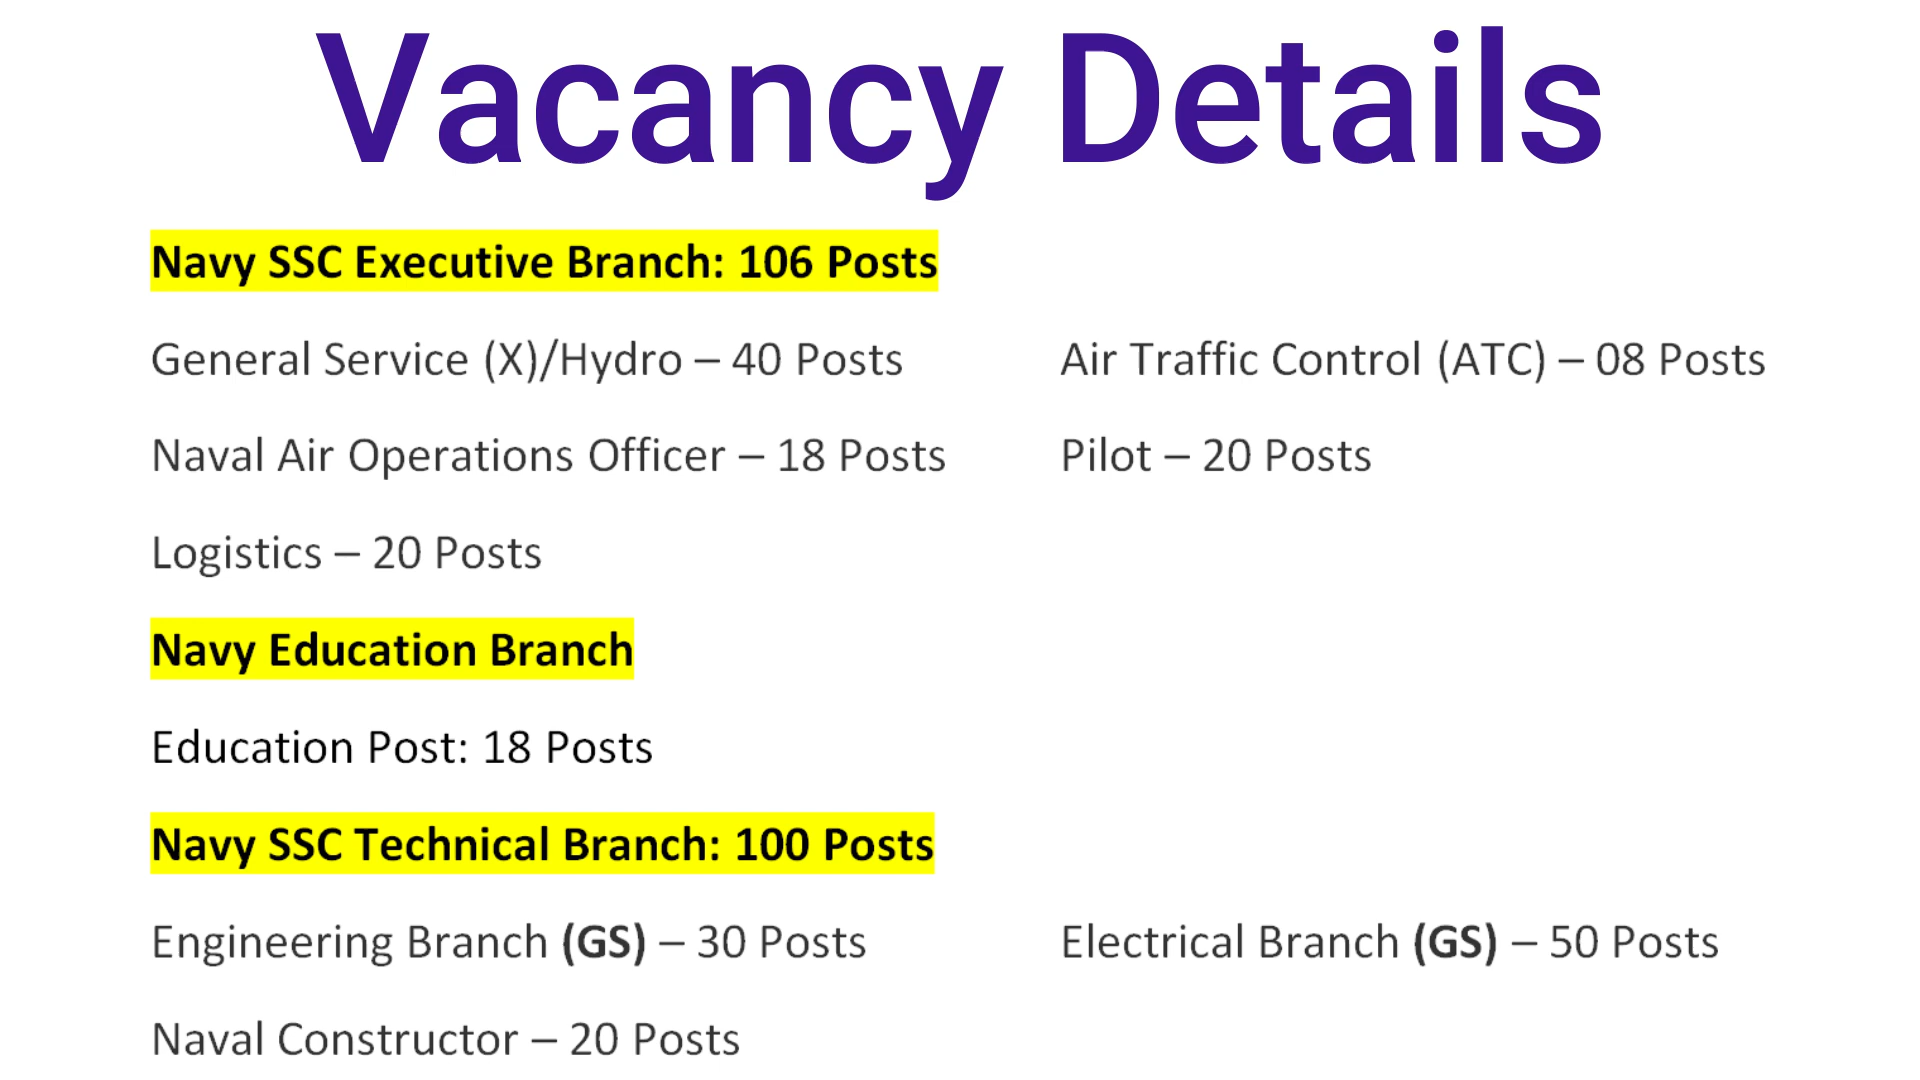 Vacancy Details
Navy SSC Executive Branch: 106 Posts
General Service (X)/Hydro – 40 Posts Air Traffic Control (ATC) – 08 Posts
Naval Air Operations Officer – 18 Posts Pilot – 20 Posts
Logistics – 20 Posts
Navy Education Branch
Education Post: 18 Posts
Navy SSC Technical Branch: 100 Posts
Engineering Branch (GS) – 30 Posts Electrical Branch (GS) – 50 Posts
Naval Constructor – 20 Posts